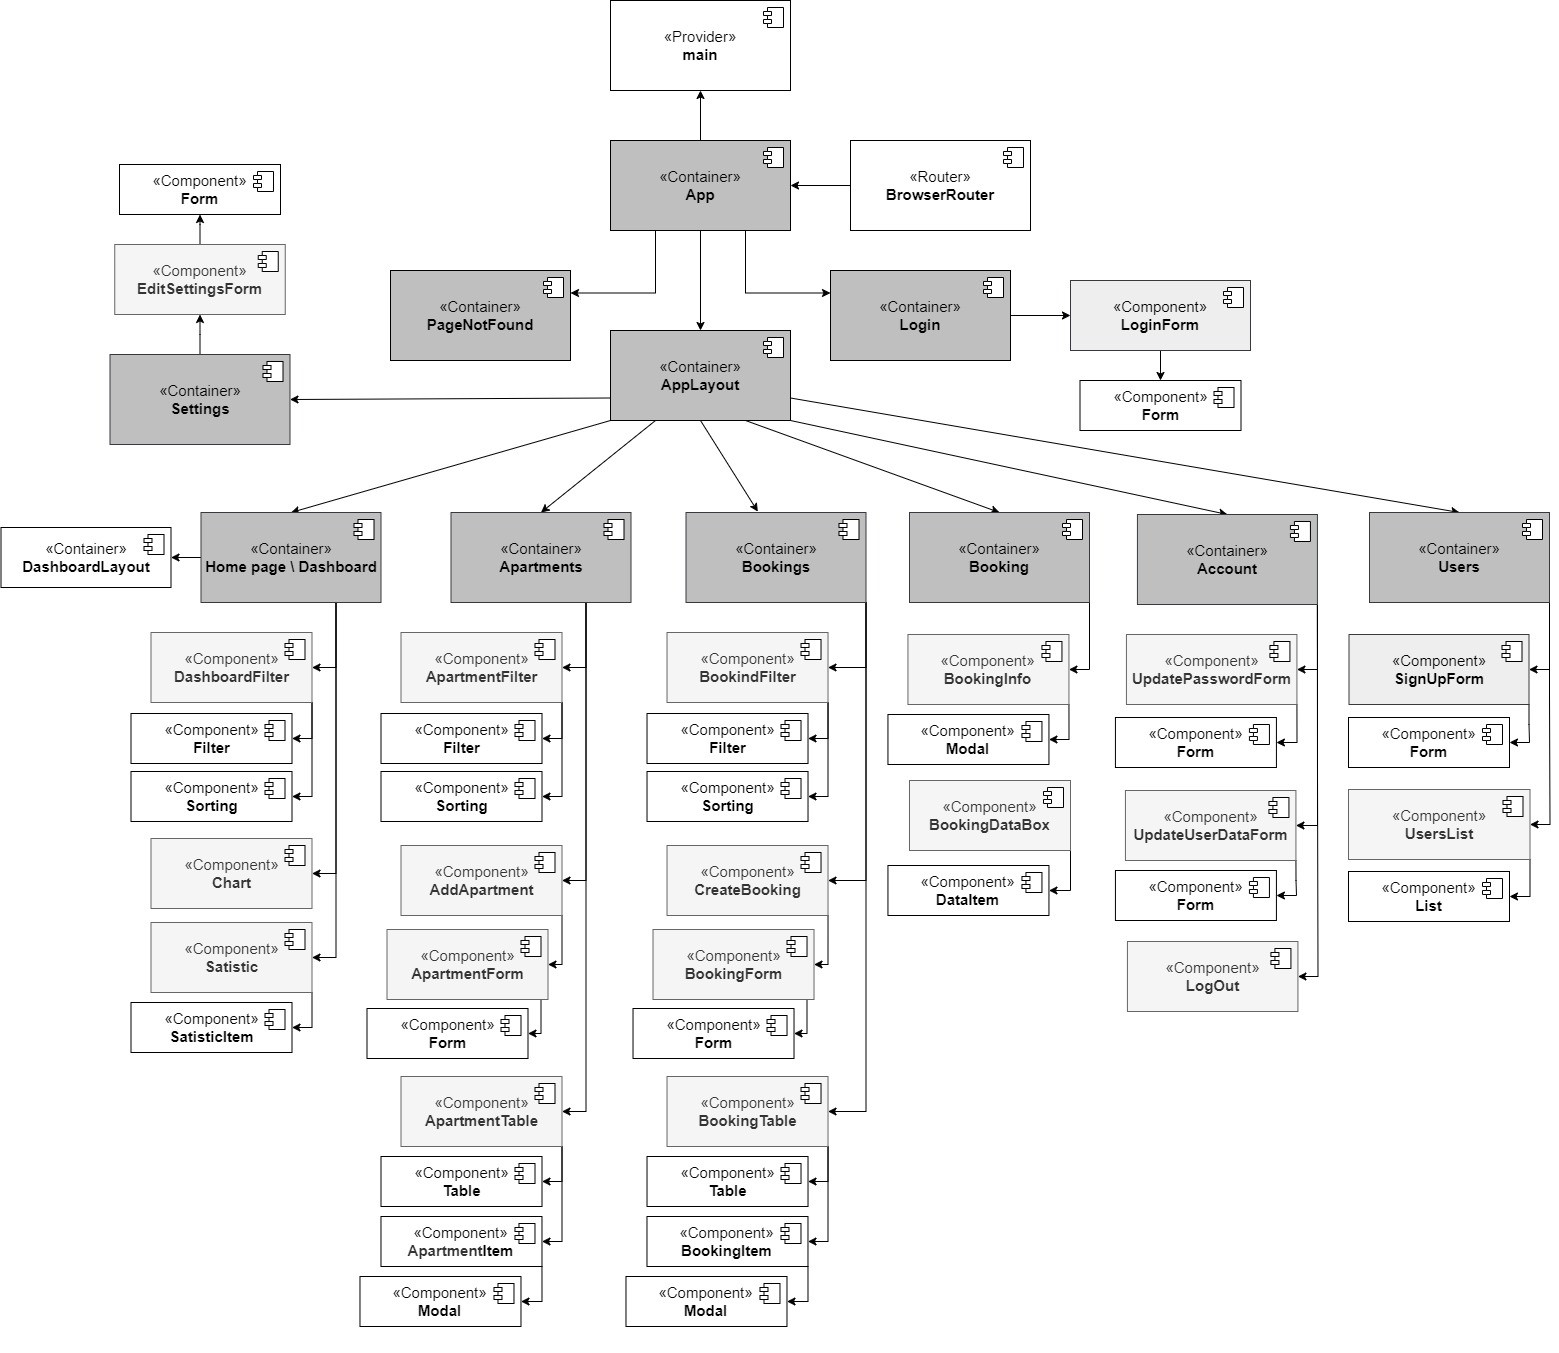 «Provider»
main
«Container»
App
«Router»
BrowserRouter
«Component»
Form
«Component»
EditSettingsForm
«Container»
Settings
«Container»
PageNotFound
«Container»
AppLayout
«Container»
Login
«Component»
LoginForm
«Component»
Form
«Container»
DashboardLayout
«Container»
Home page \ Dashboard
«Container»
Apartments
«Container»
Bookings
«Container»
Booking
«Container»
Account
«Container»
Users
«Component»
DashboardFilter
«Component»
Filter
«Component»
Sorting
«Component»
Chart
«Component»
Satistic
«Component»
SatisticItem
«Component»
ApartmentFilter
«Component»
Filter
«Component»
Sorting
«Component»
AddApartment
«Component»
ApartmentForm
«Component»
Form
«Component»
ApartmentTable
«Component»
Table
«Component»
ApartmentItem
«Component»
Modal
«Component»
BookindFilter
«Component»
Filter
«Component»
Sorting
«Component»
CreateBooking
«Component»
BookingForm
«Component»
Form
«Component»
BookingTable
«Component»
Table
«Component»
BookingItem
«Component»
Modal
«Component»
BookingInfo
«Component»
Modal
«Component»
BookingDataBox
«Component»
DataItem
«Component»
UpdatePasswordForm
«Component»
Form
«Component»
UpdateUserDataForm
«Component»
Form
«Component»
LogOut
«Component»
SignUpForm
«Component»
Form
«Component»
UsersList
«Component»
List